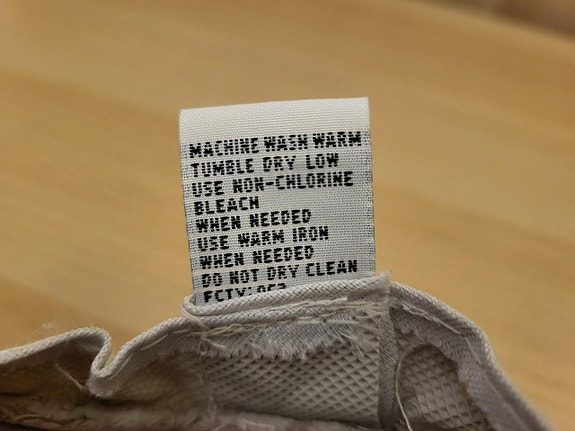 MACHINE WASH WARM
TUMBLE DRY LOW
USE NON-CHLORINE
BLEACH
WHEN NEEDED
USE WARM IRON
WHEN NEEDED
DO NOT DRY CLEAN